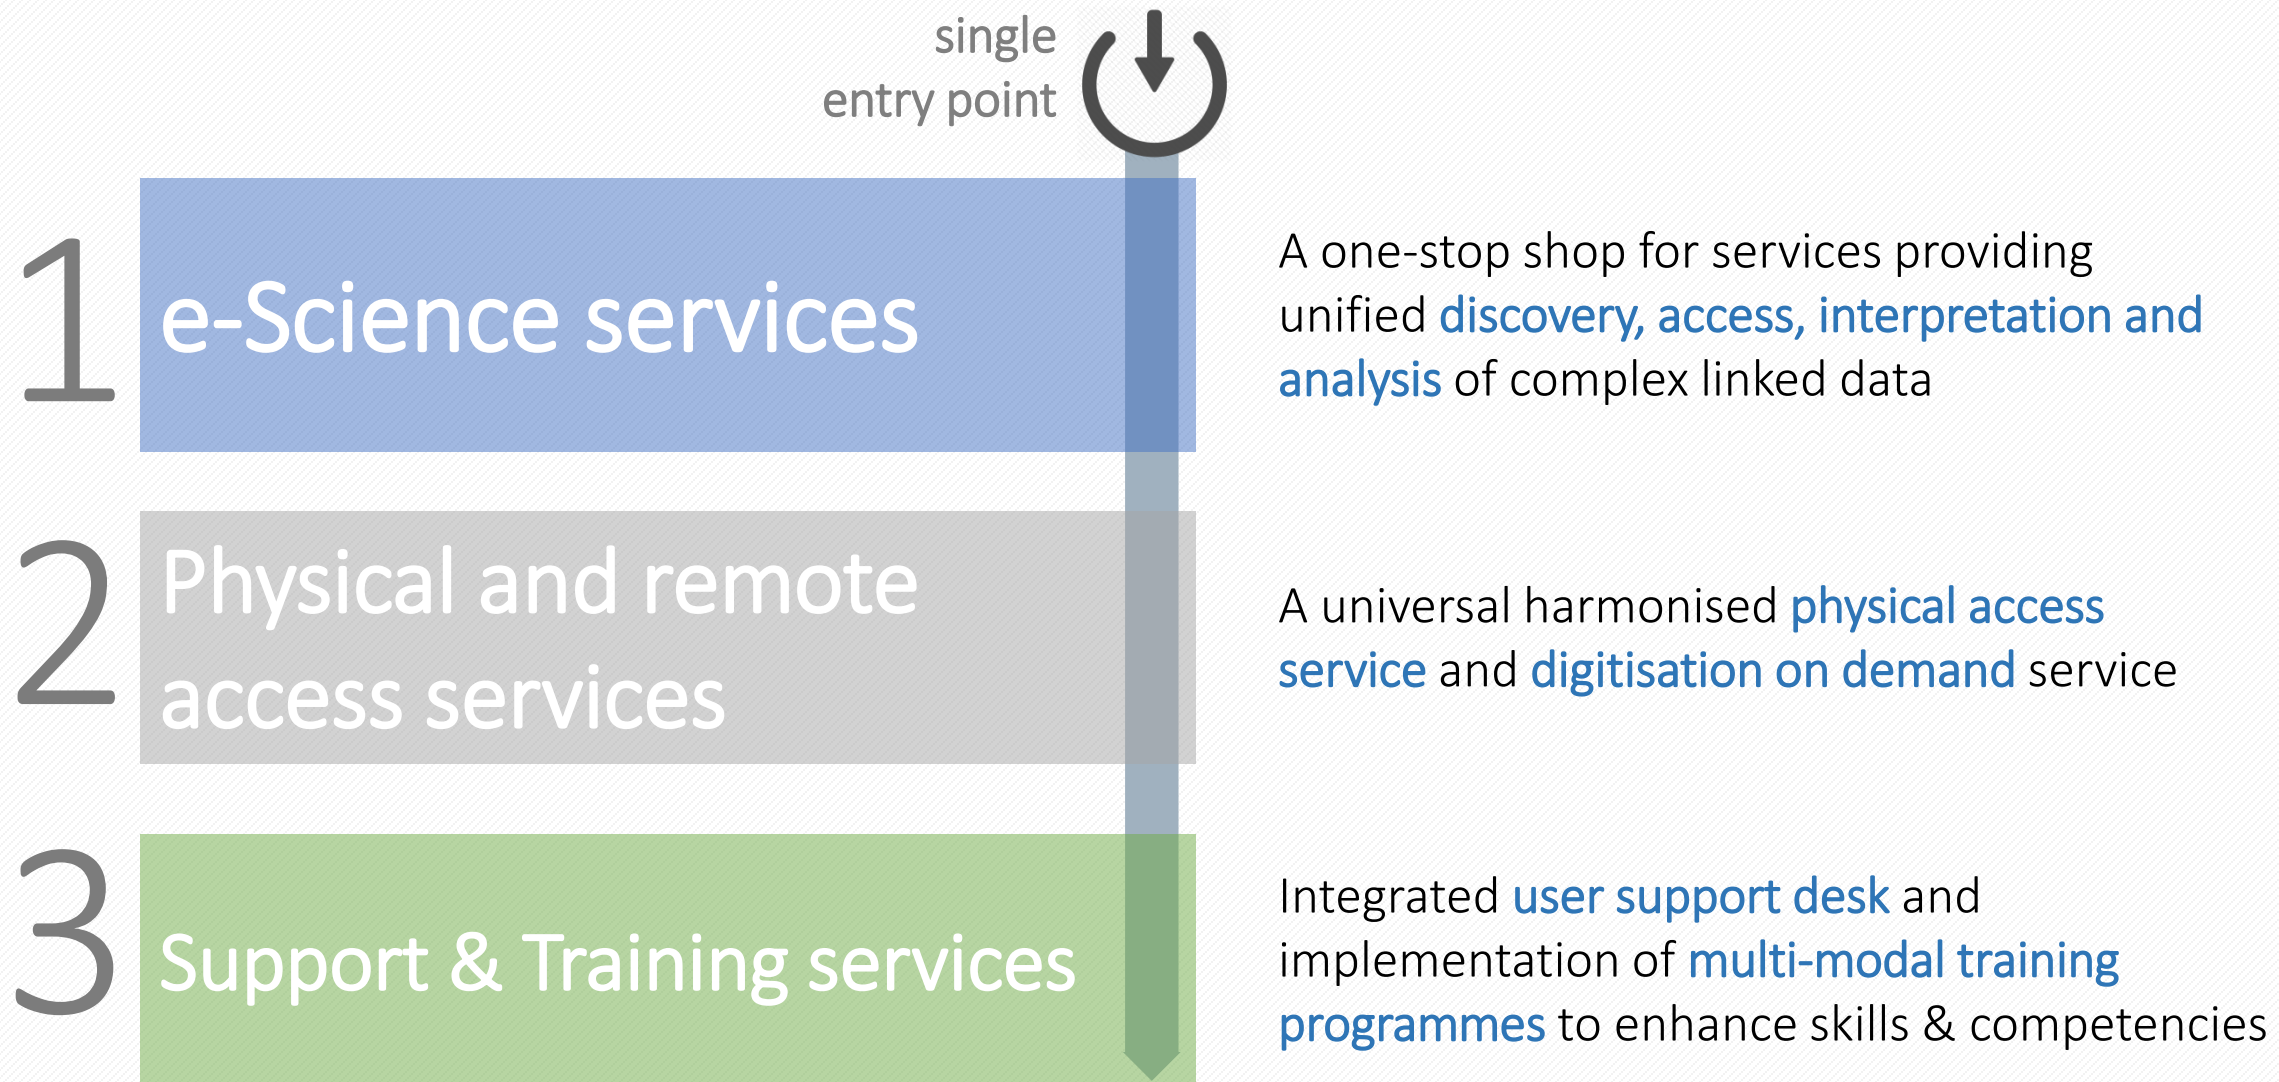 single
entry point
1
e-Science services
A one-stop shop for services providing
unified discovery, access, interpretation and
analysis of complex linked data
2
Physical and remote
access services
A universal harmonised physical access
service and digitisation on demand service
3
Support & Training services
Integrated user support desk and
implementation of multi-modal training
programmes to enhance skills & competencies